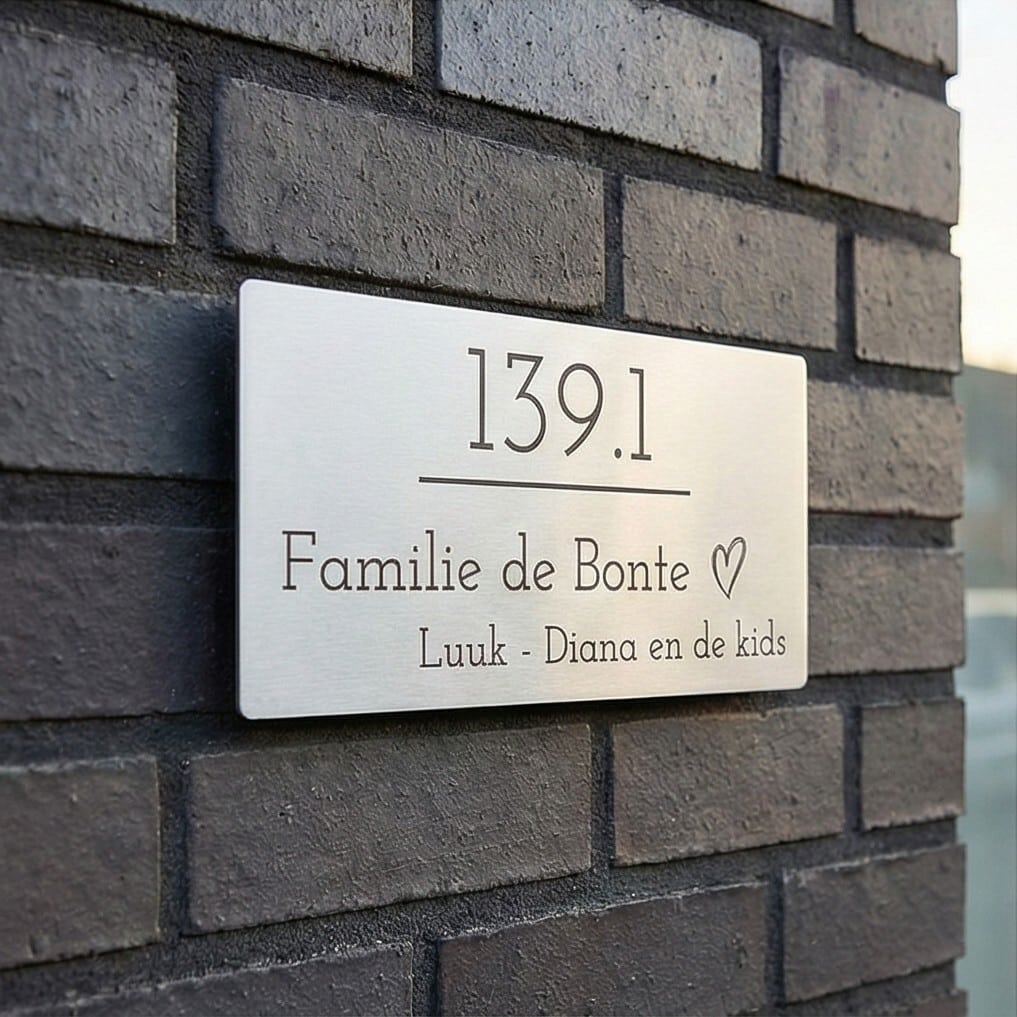 139.1
Familie de Bonte
Luuk - Diana en de kids